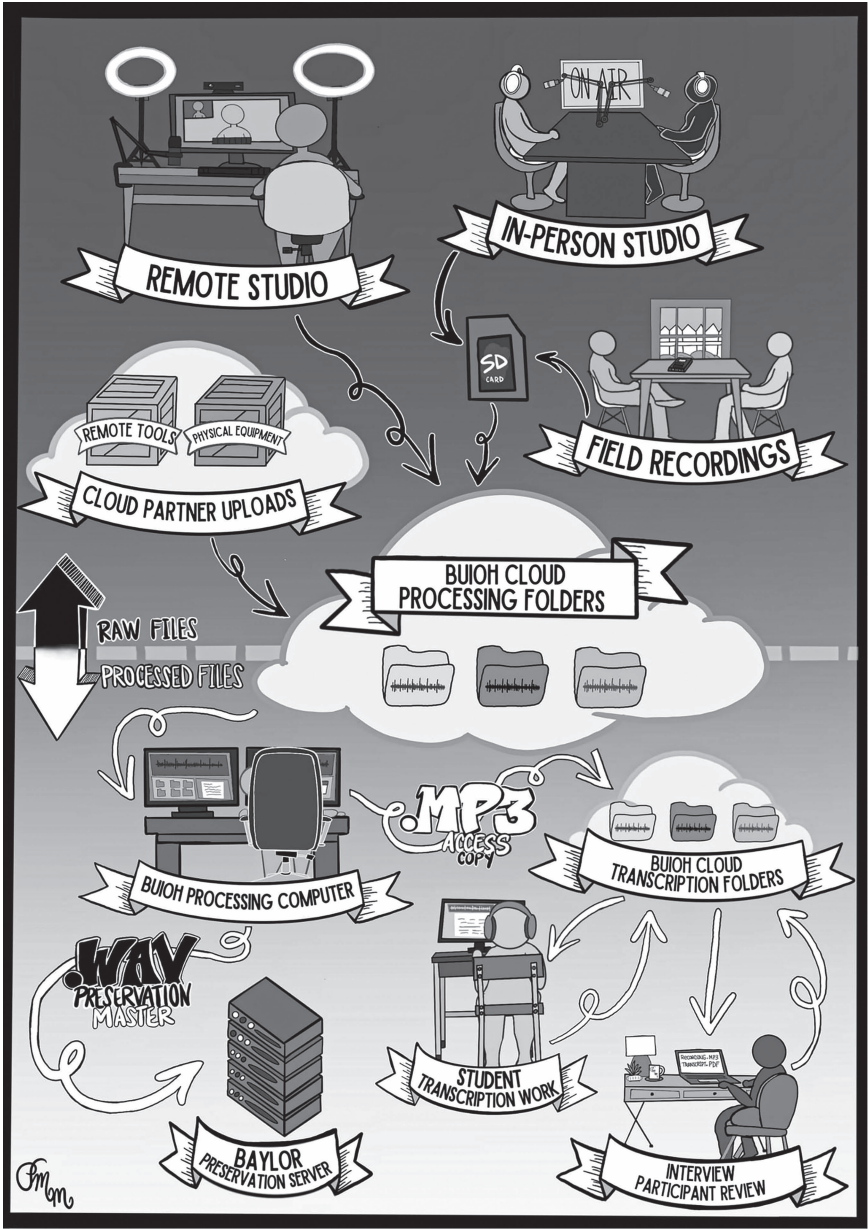 ON-AIR
REMOTE STUDIO
IN-PERSON STUDIO
SD
CARD
REMOTE TOOLS
PHYSICAL EQUIPMENT
CLOUD PARTNER UPLOADS
FIELD RECORDINGS
BUIOH CLOUD
PROCESSING FOLDERS
RAW FILES
PROCESSED FILES
.MP3
ACCESS
COPY
BUIOH CLOUD
TRANSCRIPTION FOLDERS
BUIOH PROCESSING COMPUTER
.WAV
PRESERVATION
MASTER
RECORDING.MP3
TRANSCRIPT.PDF
STUDENT
TRANSCRIPTION WORK
BAYLOR
PRESERVATION SERVER
INTERVIEW
PARTICIPANT REVIEW